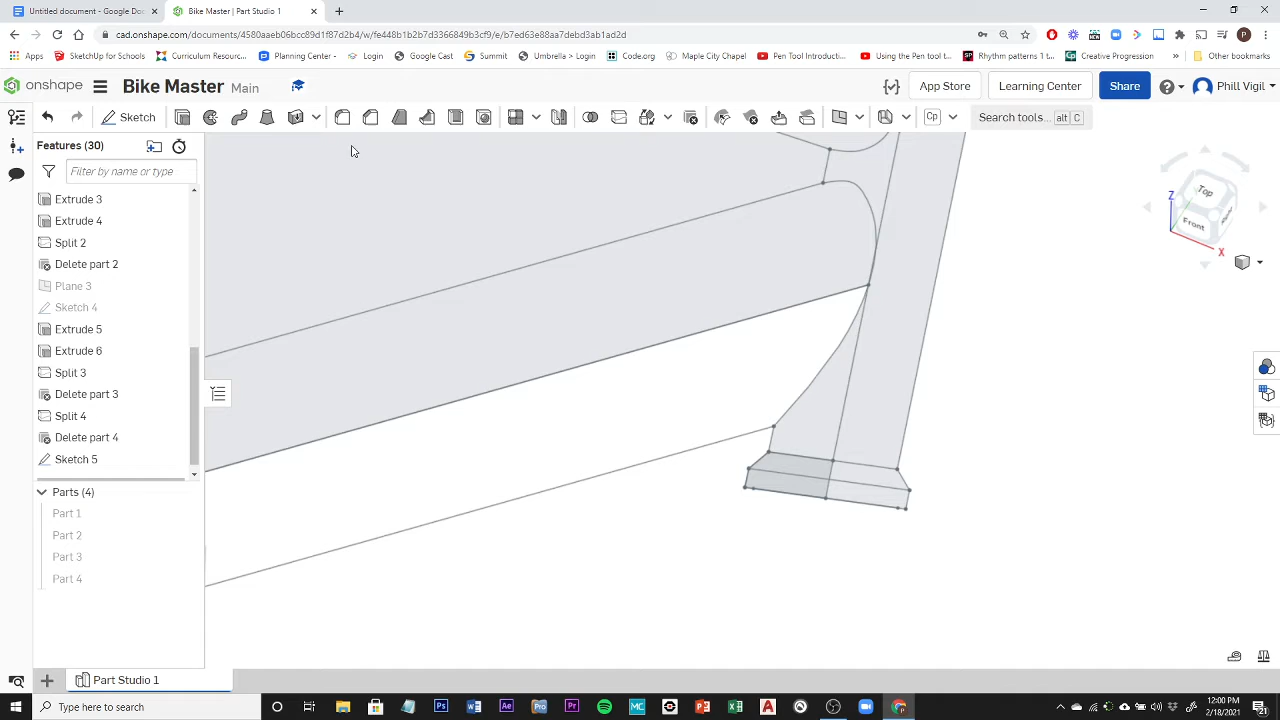 Untitled document - Google Doc
Bike Master | Part Studio 1
cad.onshape.com/documents/4580aaeb06bcc89d1f87d2b4/w/fe448b1b2b7d3366849b3cf9/e/b7ed63e8aa7debd3ab1ad2d
Apps
SketchUp for Schools
Curriculum Resourc...
Planning Center
E Train
Google Cast
Summit
Umbrella > Login
Code.org
Maple City Chapel
Pen Tool Introducti...
Using the Pen tool t...
Rhythm patterns 1 t...
Creative Progression
»
Other bookmarks
onshape
Bike Master
Main
App Store
Learning Center
Share
Phill Vigil
Sketch
Search tools... alt C
Features (30)
Filter by name or type
Extrude 3
Extrude 4
Split 2
Delete part 2
Plane 3
Sketch 4
Extrude 5
Extrude 6
Split 3
Delete part 3
Split 4
Delete part 4
Sketch 5
Parts (4)
Part 1
Part 2
Part 3
Part 4
Z
Top
Front
X
Part Studio 1
Type here to search
12:00 PM
2/18/2021